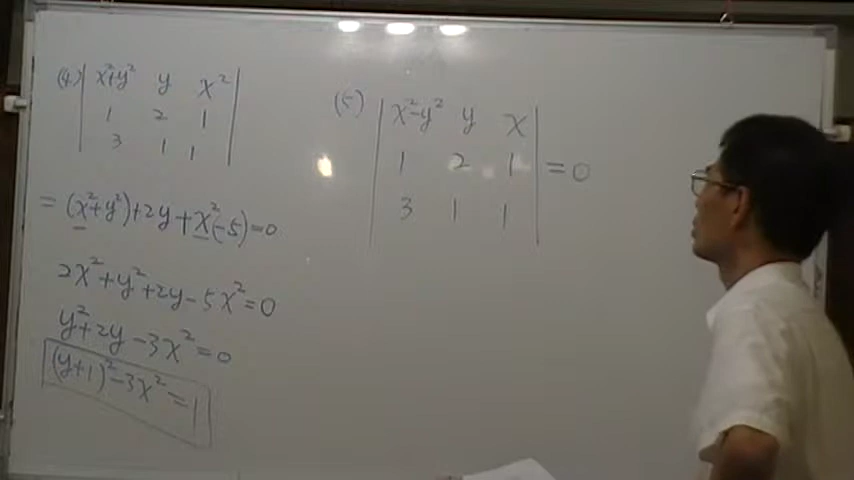 (4) | x²+y² y x² |
| 1 2 1 |
| 3 1 1 |
= (x²+y²)+2y+x²(-5)=0
2x²+y²+2y-5x²=0
y²+2y-3x²=0
(y+1)²-3x²=1
(5) | x²-y² y x |
| 1 2 1 | =0
| 3 1 1 |